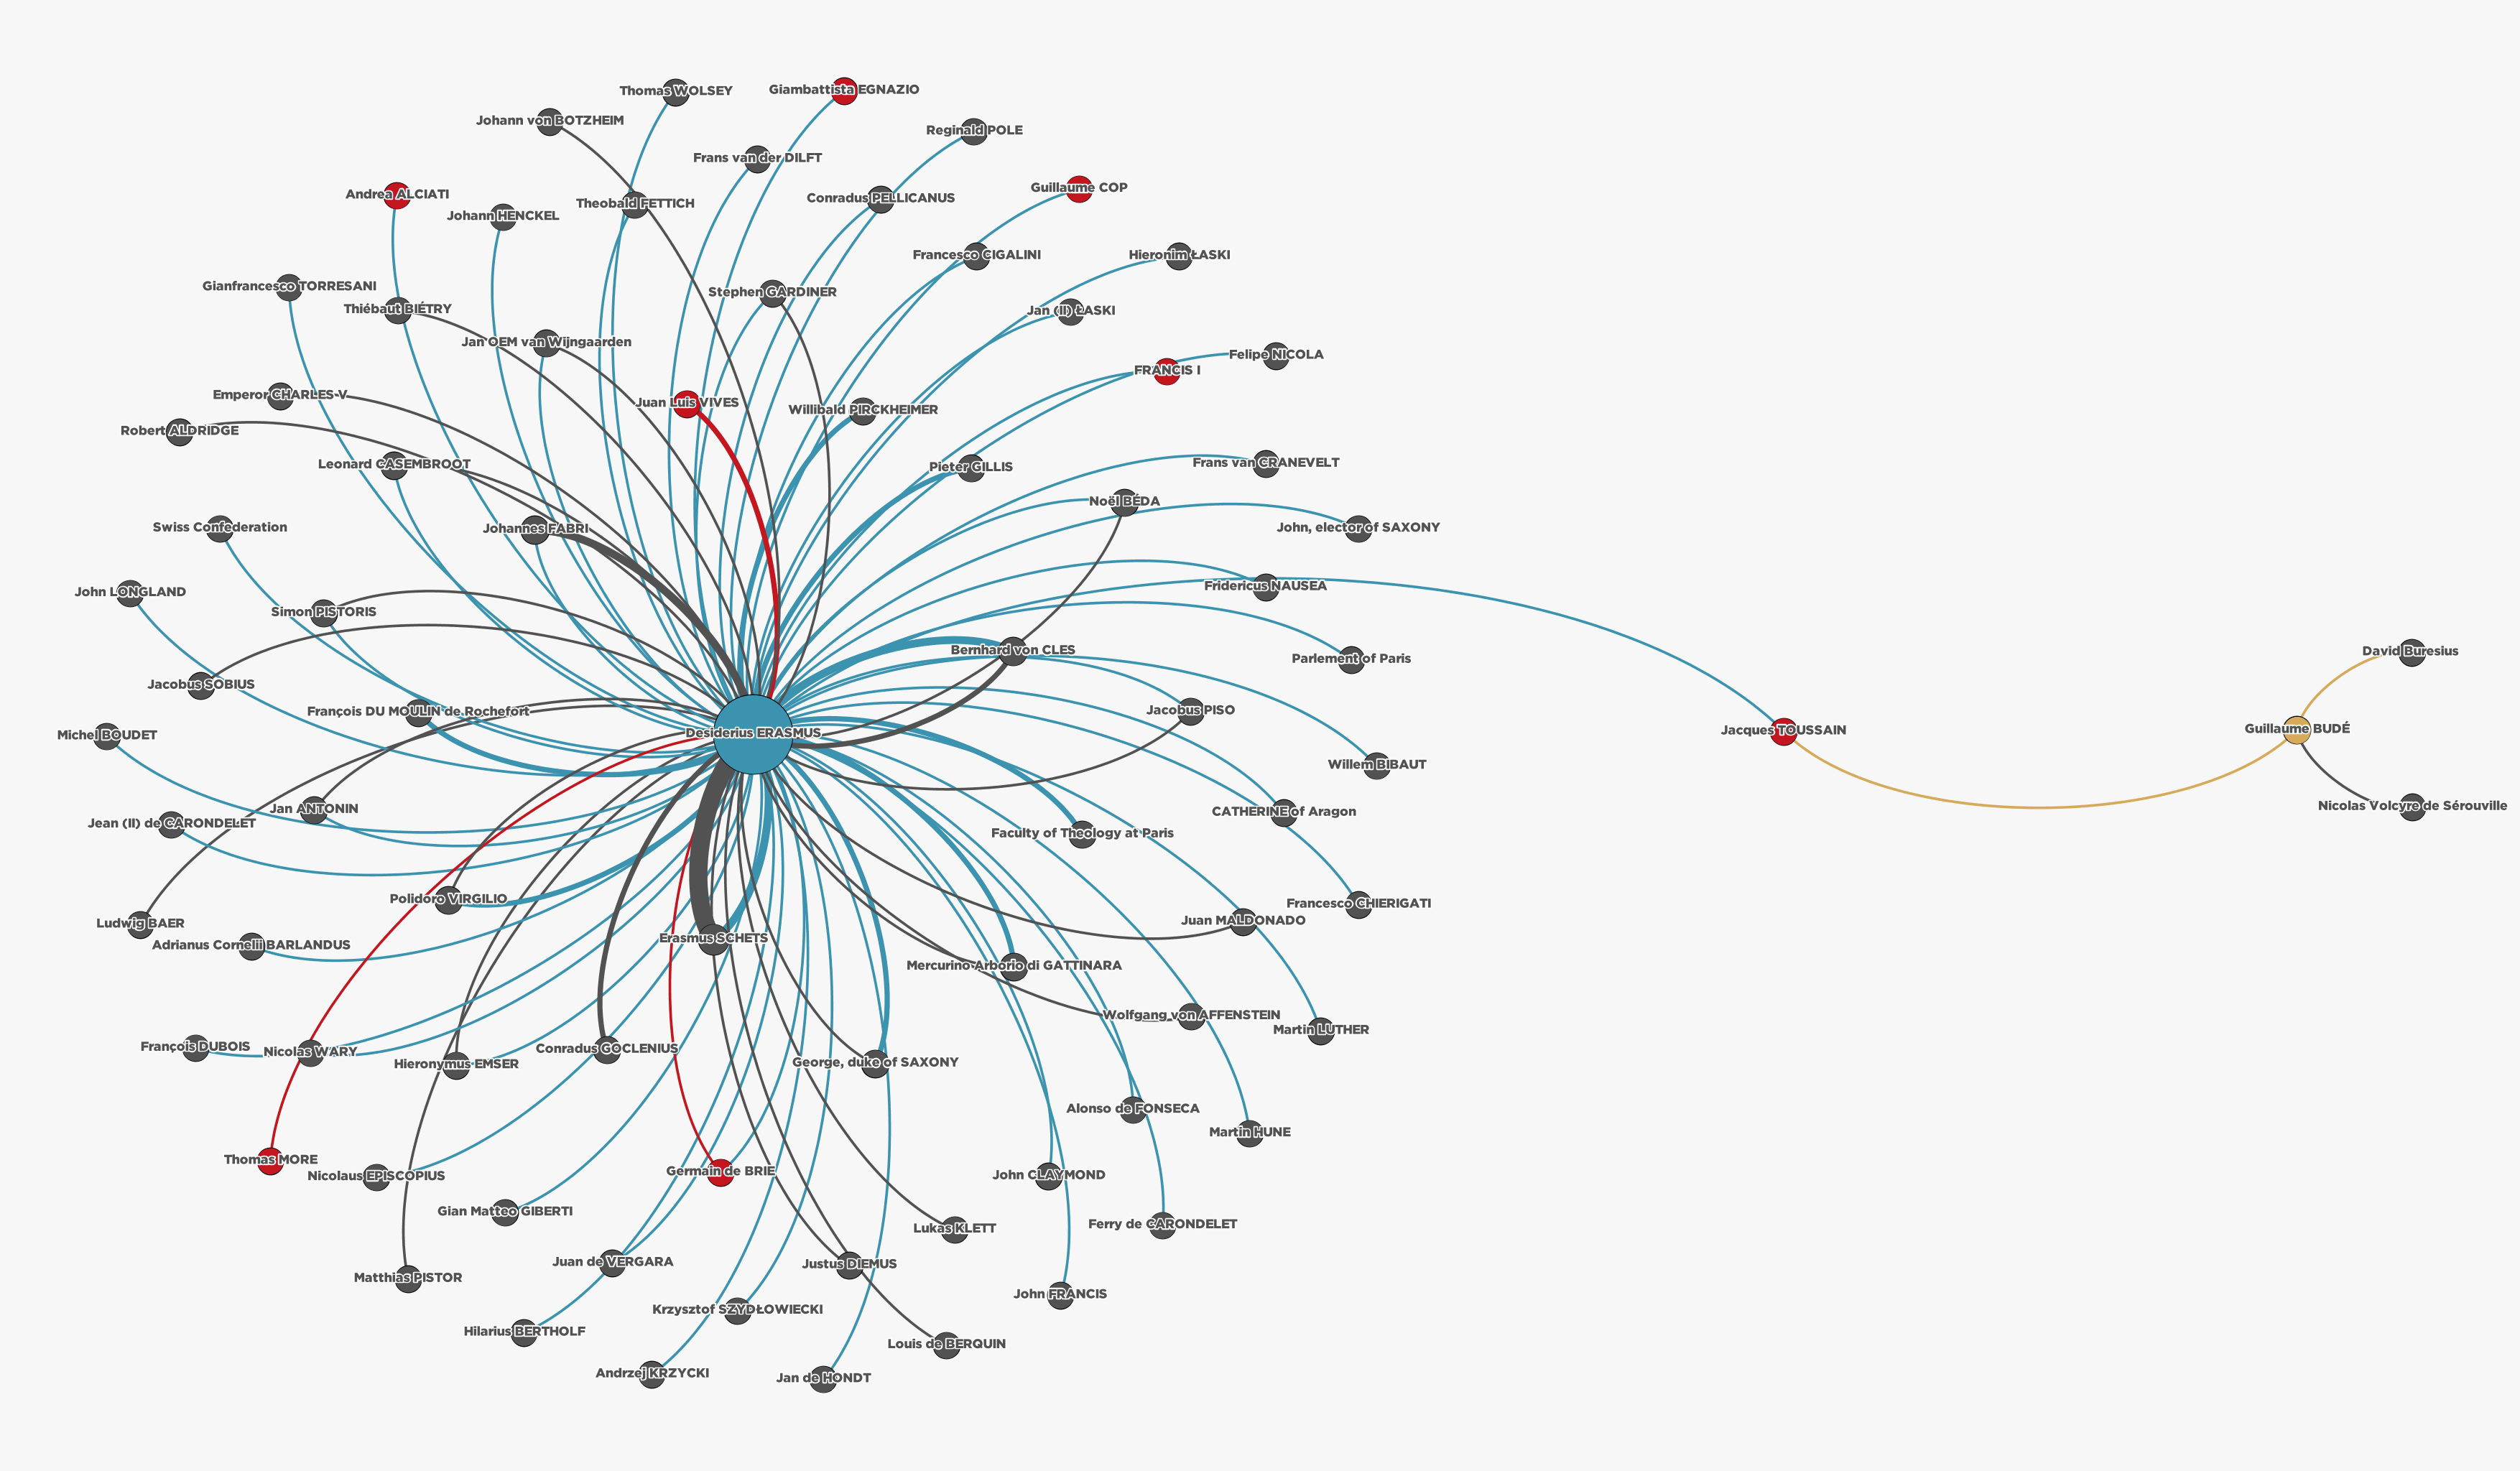 Thomas WOLSEY
Giambattista EGNAZIO
Johann von BOTZHEIM
Reginald POLE
Frans van der DILFT
Guillaume COP
Andrea ALCIATI
Conradus PELLICANUS
Theobald FETTICH
Johann HENCKEL
Francesco CIGALINI
Hieronim ŁASKI
Gianfrancesco TORRESANI
Stephen GARDINER
Thiébaut BIÉTRY
Jan (II) ŁASKI
Jan OEM van Wijngaarden
Felipe NICOLA
FRANCIS I
Emperor CHARLES V
Juan Luis VIVES
Willibald PIRCKHEIMER
Robert ALDRIDGE
Leonard CASEMBROOT
Pieter GILLIS
Frans van CRANEVELT
Noël BÉDA
Swiss Confederation
Johannes FABRI
John, elector of SAXONY
John LONGLAND
Fridericus NAUSEA
Simon PISTORIS
Bernhard von CLES
David Buresius
Parlement of Paris
Jacobus SOBIUS
François DU MOULIN de Rochefort
Jacobus PISO
Michel BOUDET
Desiderius ERASMUS
Jacques TOUSSAIN
Guillaume BUDÉ
Willem BIBAUT
Nicolas Volcyre de Sérouville
Jan ANTONIN
CATHERINE of Aragon
Jean (II) de CARONDELET
Faculty of Theology at Paris
Polidoro VIRGILIO
Francesco CHIERIGATI
Ludwig BAER
Juan MALDONADO
Erasmus SCHETS
Adrianus Cornelii BARLANDUS
Mercurino Arborio di GATTINARA
Wolfgang von AFFENSTEIN
Martin LUTHER
François DUBOIS
Nicolas WARY
Conradus GOCLENIUS
Hieronymus EMSER
George, duke of SAXONY
Alonso de FONSECA
Martin HUNE
Thomas MORE
Germain de BRIE
Nicolaus EPISCOPIUS
John CLAYMOND
Gian Matteo GIBERTI
Ferry de CARONDELET
Lukas KLETT
Juan de VERGARA
Justus DIEMUS
Matthias PISTOR
John FRANCIS
Krzysztof SZYDŁOWIECKI
Hilarius BERTHOLF
Louis de BERQUIN
Andrzej KRZYCKI
Jan de HONDT